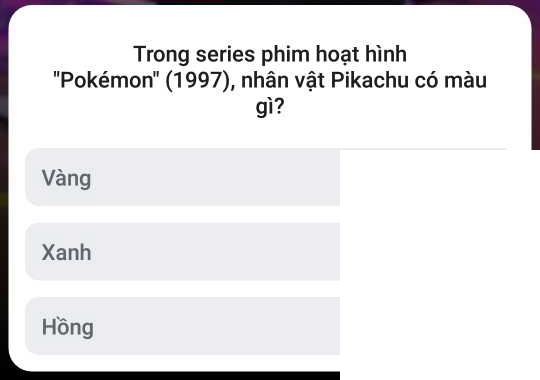 Trong series phim hoạt hình
"Pokémon" (1997), nhân vật Pikachu có màu
gì?
Vàng
Xanh
Hồng